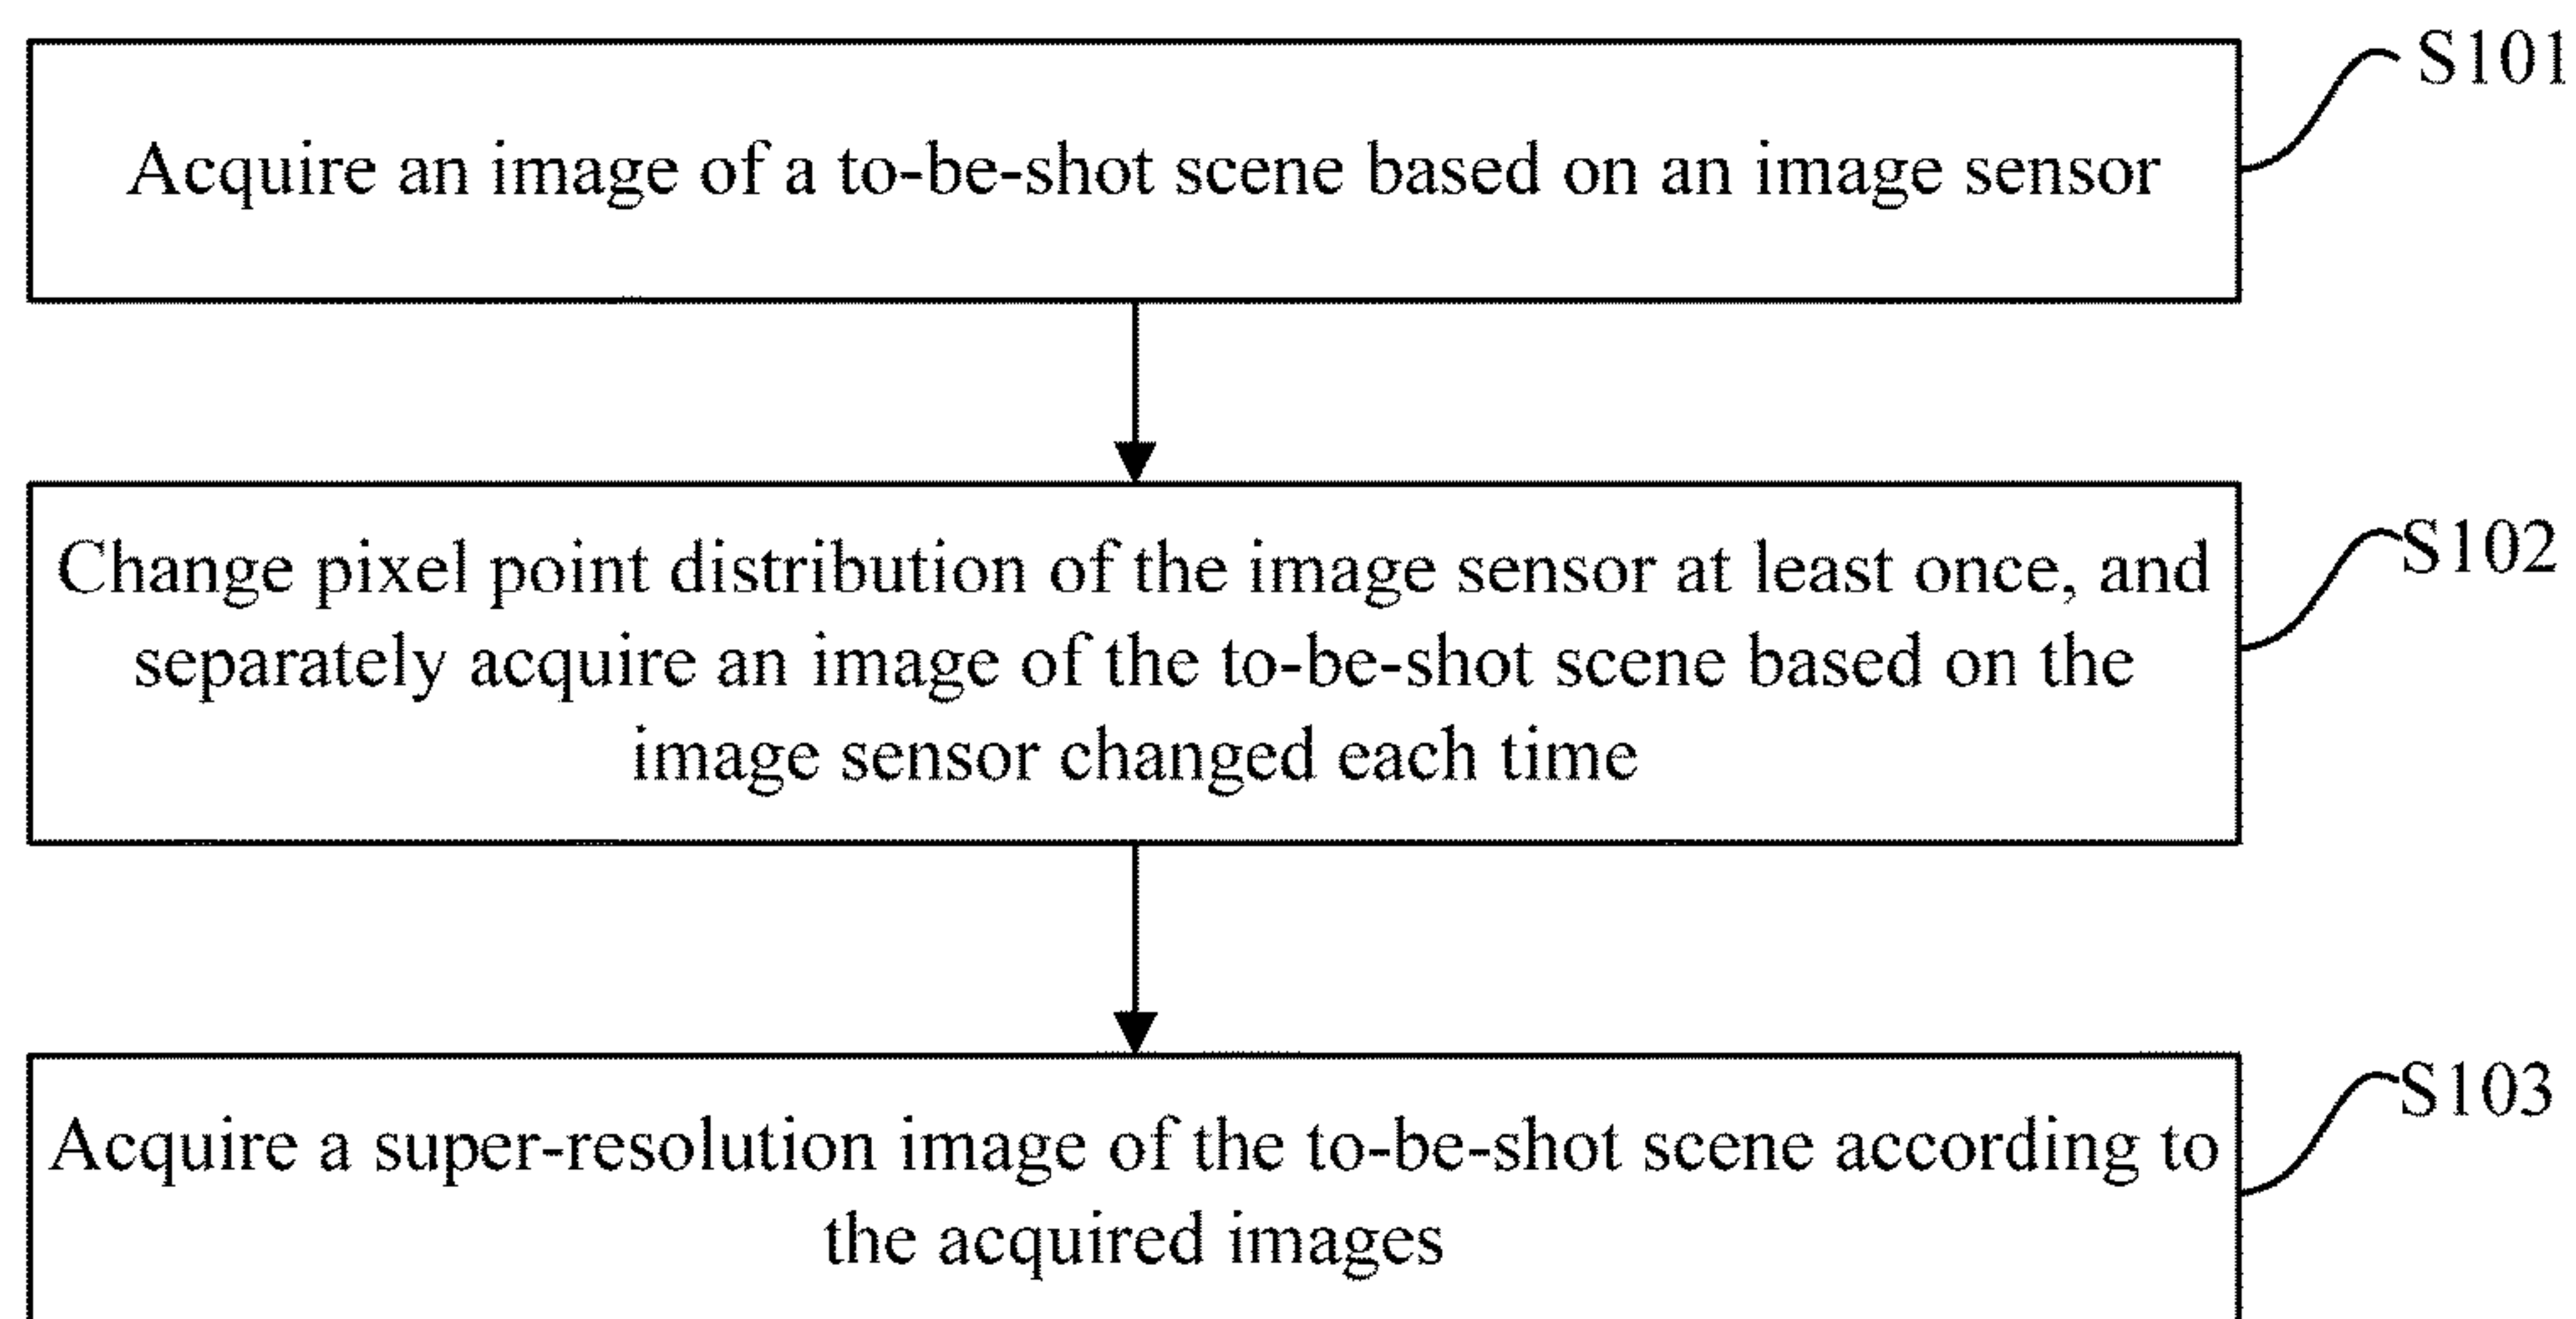 S101
Acquire an image of a to-be-shot scene based on an image sensor
S102
Change pixel point distribution of the image sensor at least once, and
separately acquire an image of the to-be-shot scene based on the
image sensor changed each time
S103
Acquire a super-resolution image of the to-be-shot scene according to
the acquired images